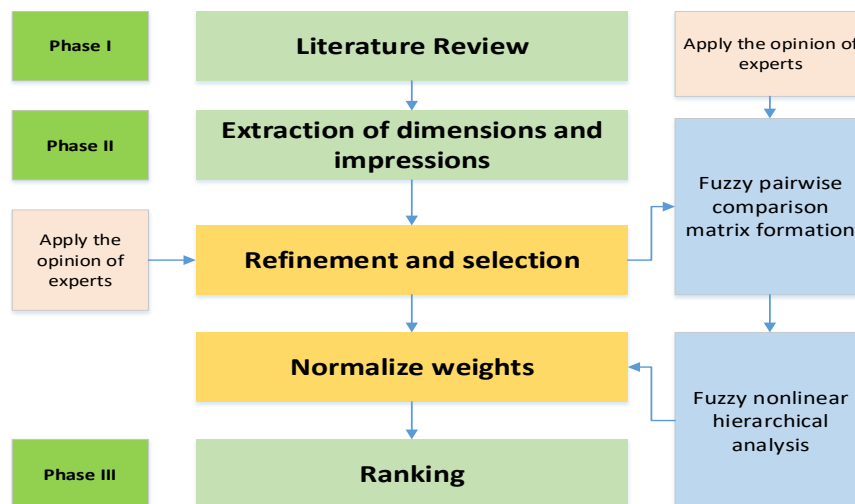 Phase I
Literature Review
Apply the opinion of
experts
Phase II
Extraction of dimensions and
impressions
Fuzzy pairwise
comparison
matrix formation
Apply the
opinion of
experts
Refinement and selection
Normalize weights
Fuzzy nonlinear
hierarchical
analysis
Phase III
Ranking